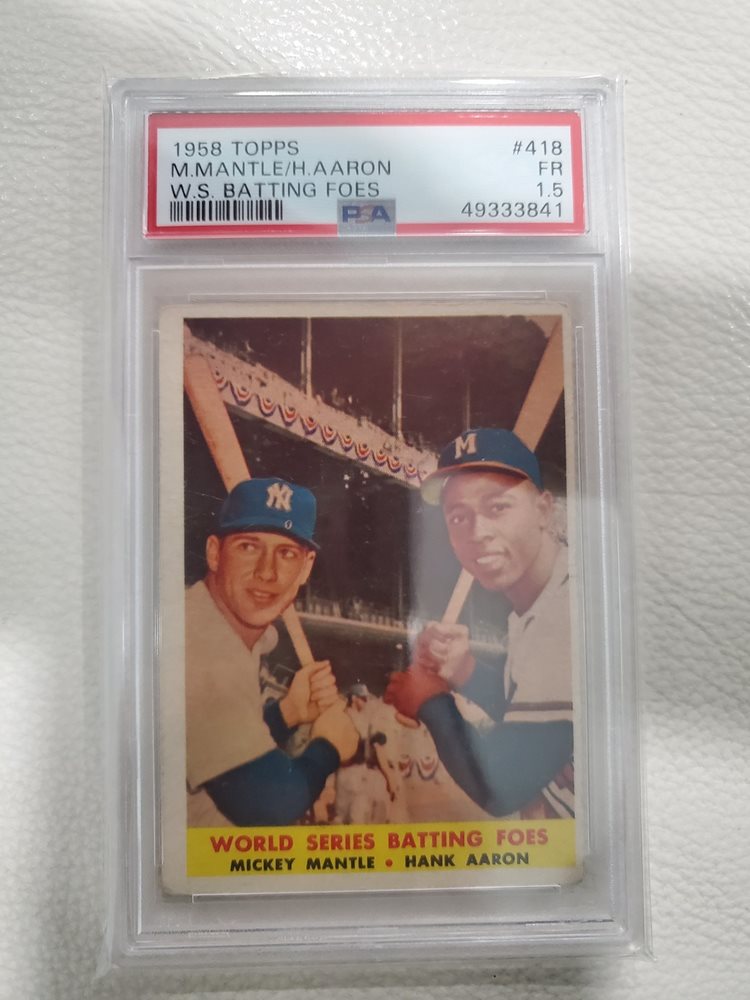 1958 TOPPS #418
M.MANTLE/H.AARON FR
W.S. BATTING FOES 1.5
PSA 49333841
NY
M
WORLD SERIES BATTING FOES
MICKEY MANTLE • HANK AARON